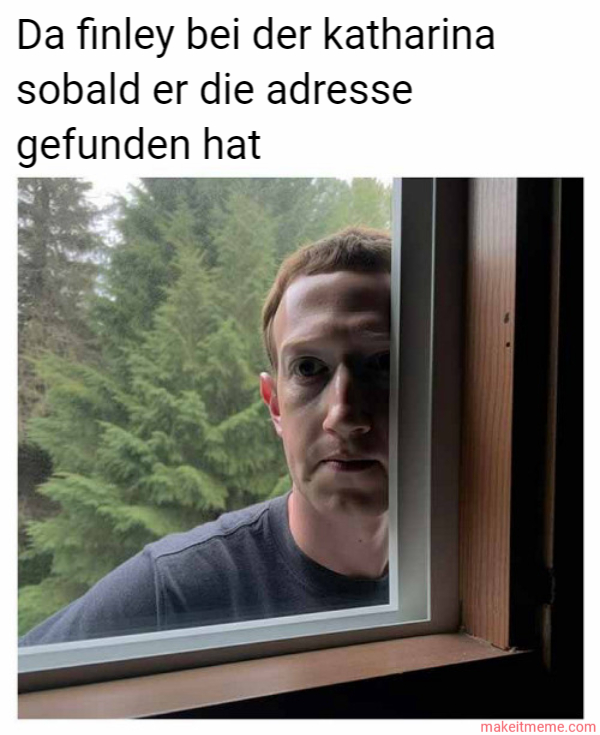 Da finley bei der katharina
sobald er die adresse
gefunden hat
makeitmeme.com